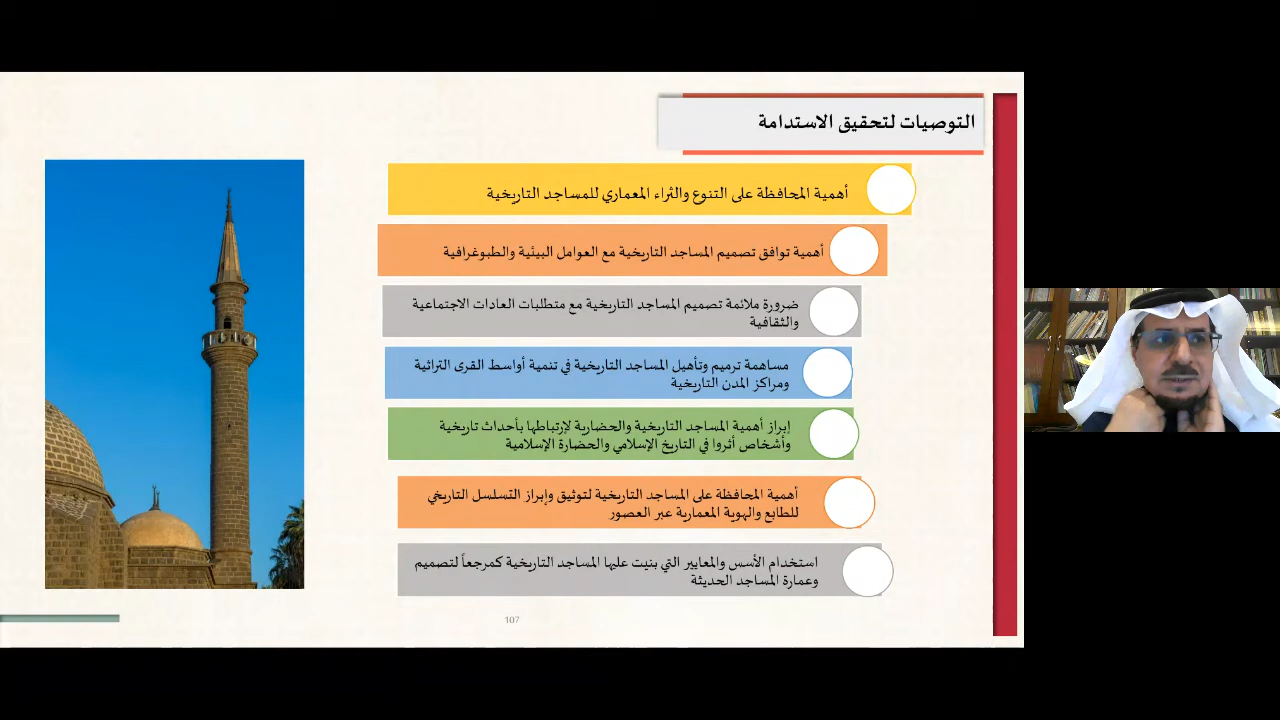 التوصيات لتحقيق الاستدامة
أهمية المحافظة على التنوع والثراء المعماري للمساجد التاريخية
أهمية توافق تصميم المساجد التاريخية مع العوامل البيئية والطبوغرافية
ضرورة ملائمة تصميم المساجد التاريخية مع متطلبات العادات الاجتماعية
والثقافية
مساهمة ترميم وتأهيل المساجد التاريخية في تنمية أواسط القرى التراثية
ومراكز المدن التاريخية
إبراز أهمية المساجد التاريخية والحضارية لإرتباطها بأحداث تاريخية
وأشخاص أثروا في التاريخ الإسلامي والحضارة الإسلامية
أهمية المحافظة على المساجد التاريخية لتوثيق وإبراز التسلسل التاريخي
للطابع والهوية المعمارية عبر العصور
استخدام الأسس والمعايير التي بنيت عليها المساجد التاريخية كمرجعاً لتصميم
وعمارة المساجد الحديثة
107